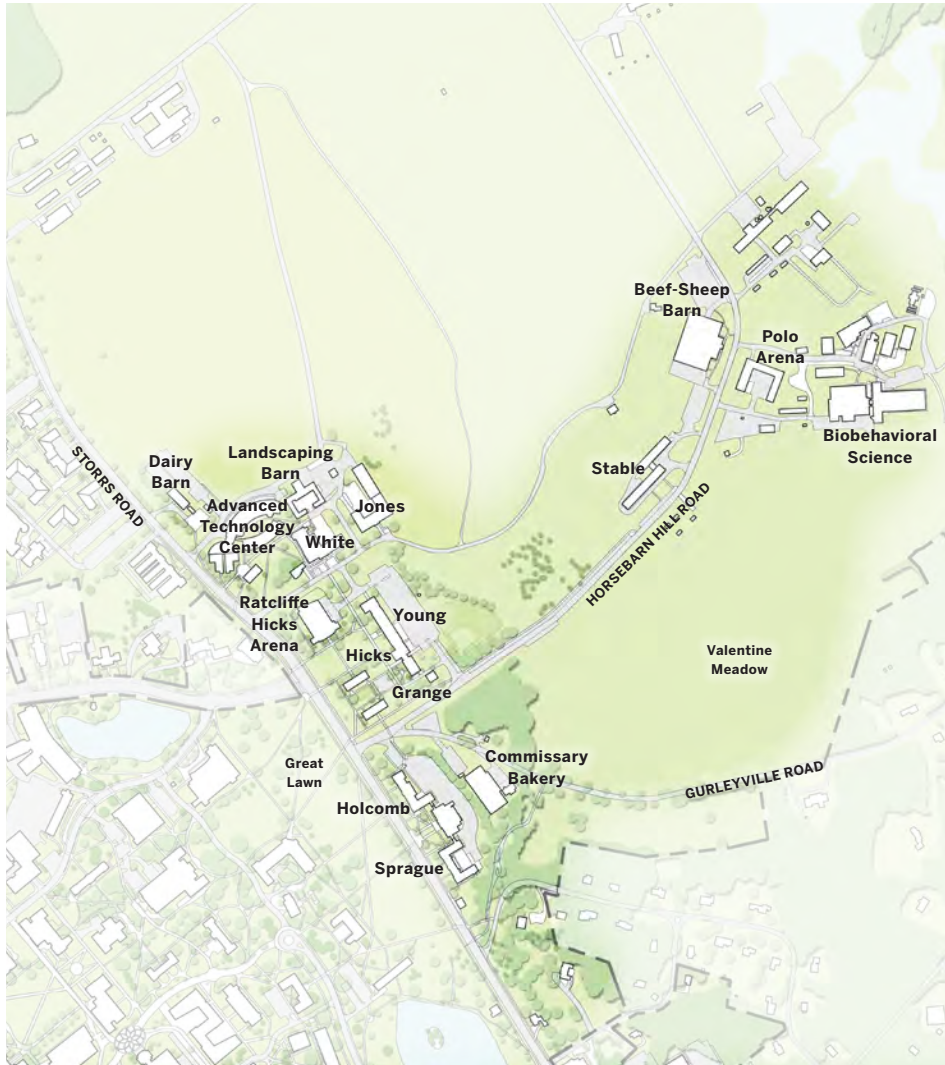 Beef-Sheep
Barn
Polo
Arena
Biobehavioral
Science
Stable
Landscaping
Barn
Dairy
Barn
STORRS ROAD
Advanced
Technology
Center
Jones
White
HORSEBARN HILL ROAD
Ratcliffe
Hicks
Arena
Young
Hicks
Grange
Valentine
Meadow
Great
Lawn
Commissary
Bakery
GURLEYVILLE ROAD
Holcomb
Sprague